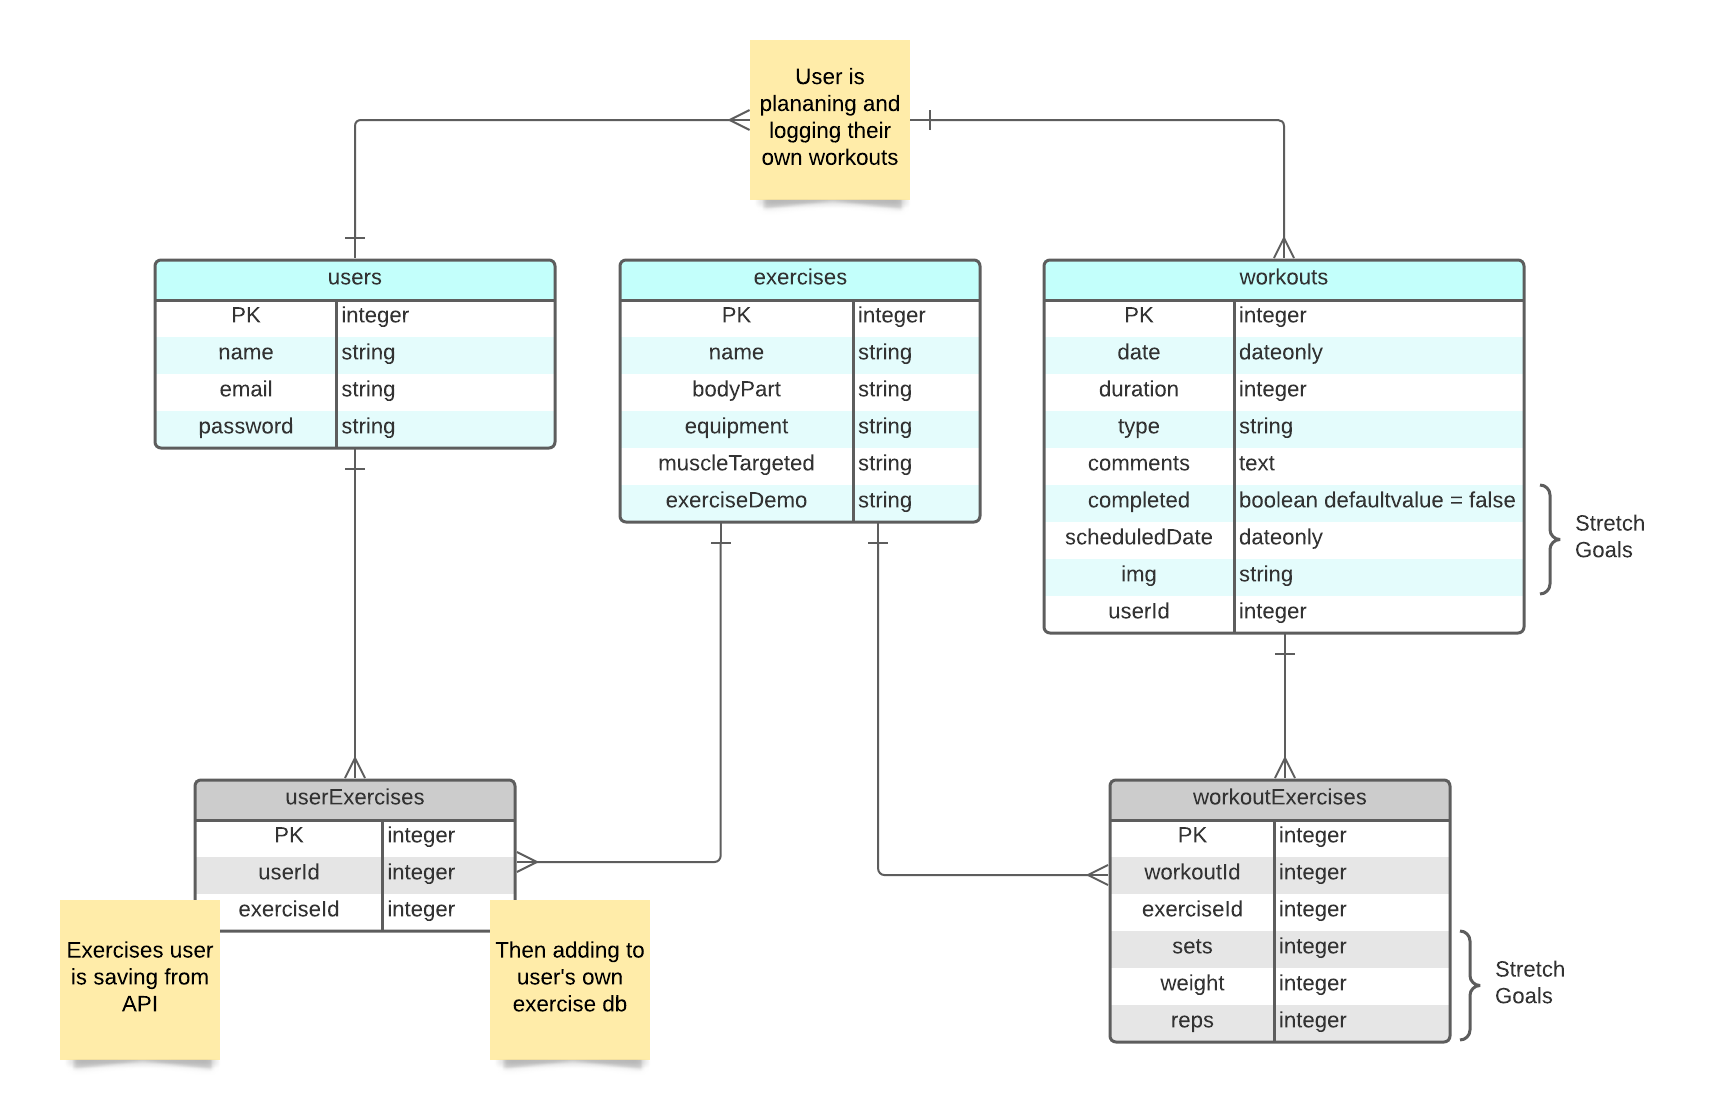 User is
plananing and
logging their
own workouts
users
PK integer
name string
email string
password string
exercises
PK integer
name string
bodyPart string
equipment string
muscleTargeted string
exerciseDemo string
workouts
PK integer
date dateonly
duration integer
type string
comments text
completed boolean defaultvalue = false
scheduledDate dateonly
img string
userId integer
Stretch
Goals
userExercises
PK integer
userId integer
exerciseId integer
Exercises user
is saving from
API
Then adding to
user's own
exercise db
workoutExercises
PK integer
workoutId integer
exerciseId integer
sets integer
weight integer
reps integer
Stretch
Goals